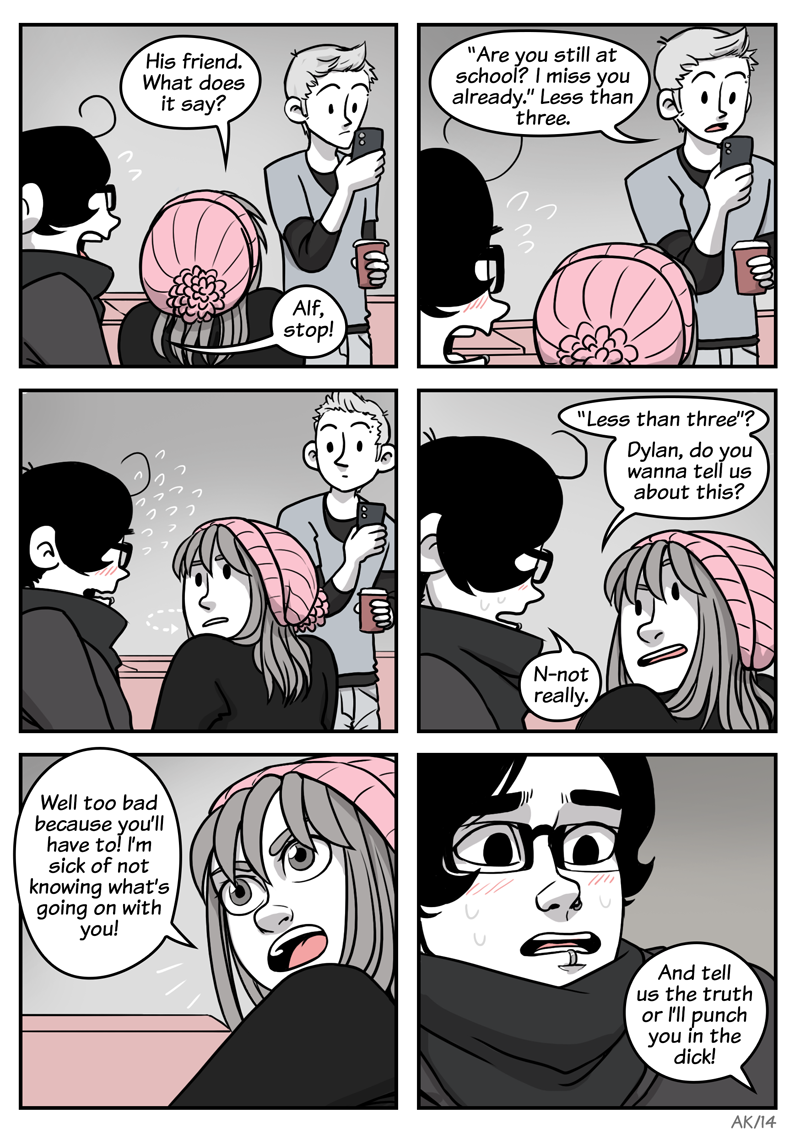 His friend.
What does
it say?
Alf,
stop!
"Are you still at
school? I miss you
already." Less than
three.
"Less than three"?
Dylan, do you
wanna tell us
about this?
N-not
really.
Well too bad
because you'll
have to! I'm
sick of not
knowing what's
going on with
you!
And tell
us the truth
or I'll punch
you in the
dick!
AK/14